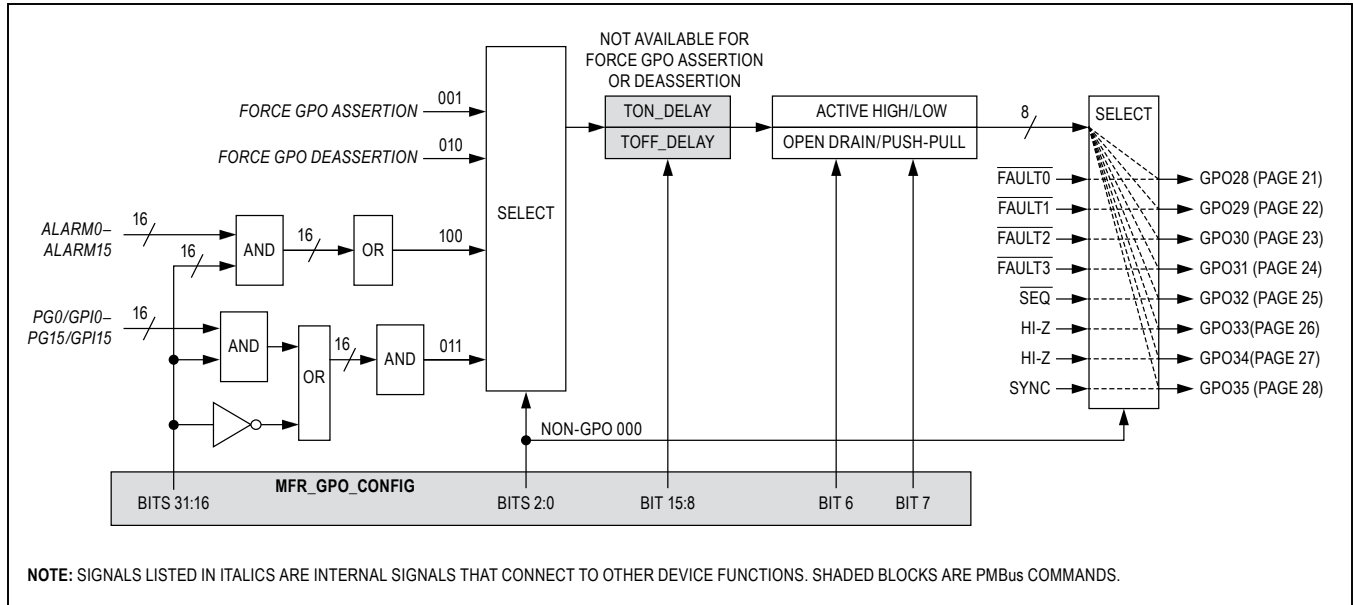 NOT AVAILABLE FOR
FORCE GPO ASSERTION
OR DEASSERTION
FORCE GPO ASSERTION
001
FORCE GPO DEASSERTION
010
SELECT
TON_DELAY
TOFF_DELAY
ACTIVE HIGH/LOW
OPEN DRAIN/PUSH-PULL
8
SELECT
ALARM0–
ALARM15
16
16
AND
16
OR
100
PG0/GPI0–
PG15/GPI15
16
AND
OR
16
AND
011
FAULT0
GPO28 (PAGE 21)
FAULT1
GPO29 (PAGE 22)
FAULT2
GPO30 (PAGE 23)
FAULT3
GPO31 (PAGE 24)
SEQ
GPO32 (PAGE 25)
HI-Z
GPO33(PAGE 26)
HI-Z
GPO34(PAGE 27)
SYNC
GPO35 (PAGE 28)
NON-GPO 000
MFR_GPO_CONFIG
BITS 31:16
BITS 2:0
BIT 15:8
BIT 6
BIT 7
NOTE: SIGNALS LISTED IN ITALICS ARE INTERNAL SIGNALS THAT CONNECT TO OTHER DEVICE FUNCTIONS. SHADED BLOCKS ARE PMBus COMMANDS.